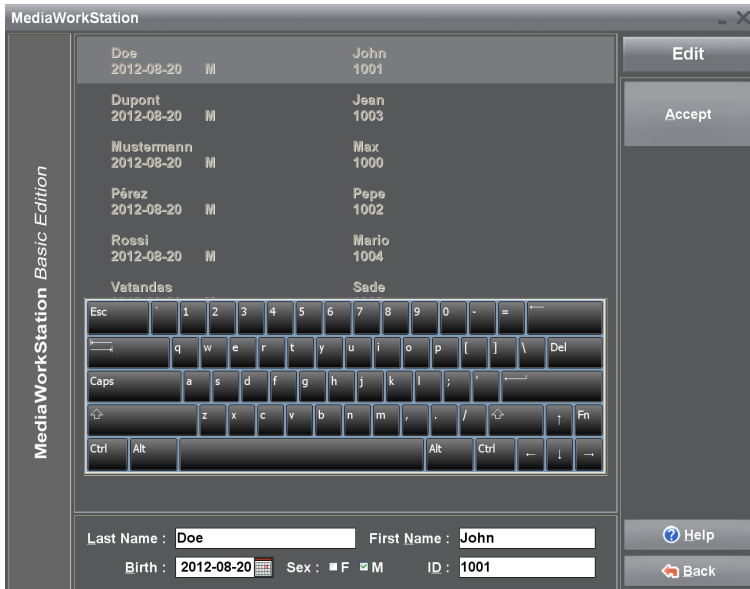 MediaWorkStation
MediaWorkStation Basic Edition
Doe John
2012-08-20 M 1001
Dupont Jean
2012-08-20 M 1003
Mustermann Max
2012-08-20 M 1000
Pérez Pepe
2012-08-20 M 1002
Rossi Mario
2012-08-20 M 1004
Vatandas Sade
Esc ` 1 2 3 4 5 6 7 8 9 0 - = ←
q w e r t y u i o p [ ] \ Del
Caps a s d f g h j k l ; '
z x c v b n m , . / ↑ Fn
Ctrl Alt Alt Ctrl ← ↓ →
Last Name : Doe First Name : John
Birth : 2012-08-20 Sex : F M ID : 1001
Edit
Accept
Help
Back